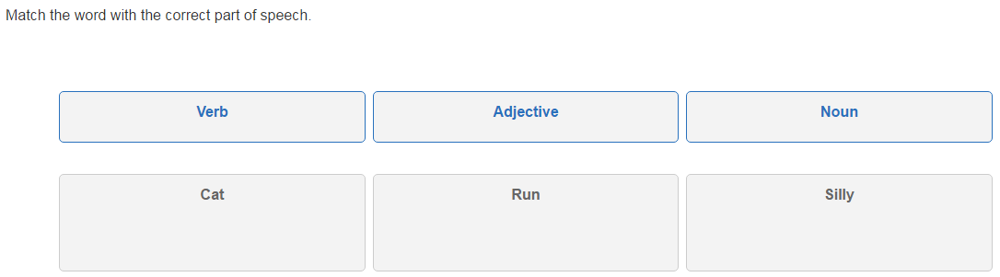 Match the word with the correct part of speech.
Verb Adjective Noun
Cat Run Silly